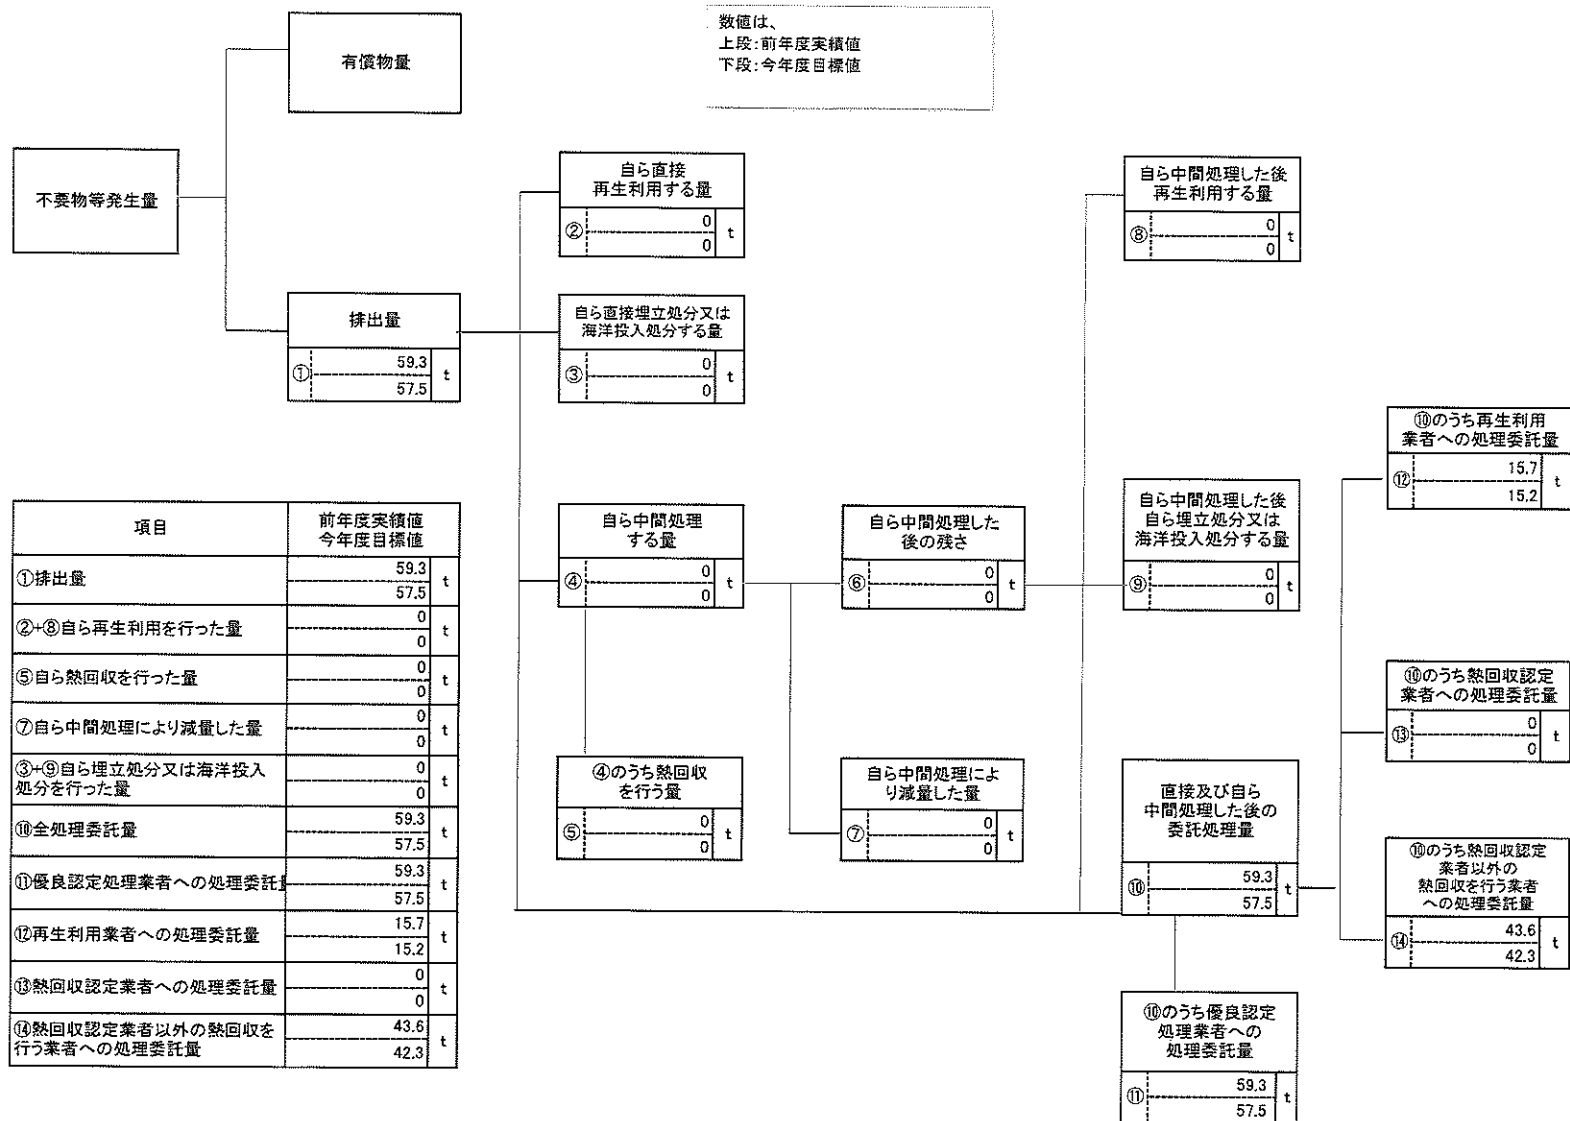 数値は、
上段:前年度実績値
下段:今年度目標値
有償物量
不要物等発生量
排出量
①
59.3
57.5
t
自ら直接
再生利用する量
②
0
0
t
自ら直接埋立処分又は
海洋投入処分する量
③
0
0
t
自ら中間処理
する量
④
0
0
t
④のうち熱回収
を行う量
⑤
0
0
t
自ら中間処理した
後の残さ
⑥
0
0
t
自ら中間処理によ
り減量した量
⑦
0
0
t
自ら中間処理した後
再生利用する量
⑧
0
0
t
自ら中間処理した後
自ら埋立処分又は
海洋投入処分する量
⑨
0
0
t
直接及び自ら
中間処理した後の
委託処理量
⑩
59.3
57.5
t
⑩のうち優良認定
処理業者への
処理委託量
⑪
59.3
57.5
t
⑩のうち再生利用
業者への処理委託量
⑫
15.7
15.2
t
⑩のうち熱回収認定
業者への処理委託量
⑬
0
0
t
⑩のうち熱回収認定
業者以外の
熱回収を行う業者
への処理委託量
⑭
43.6
42.3
t
項目
前年度実績値
今年度目標値
①排出量
59.3
57.5
t
②+⑧自ら再生利用を行った量
0
0
t
⑤自ら熱回収を行った量
0
0
t
⑦自ら中間処理により減量した量
0
0
t
③+⑨自ら埋立処分又は海洋投入
処分を行った量
0
0
t
⑩全処理委託量
59.3
57.5
t
⑪優良認定処理業者への処理委託
59.3
57.5
t
⑫再生利用業者への処理委託量
15.7
15.2
t
⑬熱回収認定業者への処理委託量
0
0
t
⑭熱回収認定業者以外の熱回収を
行う業者への処理委託量
43.6
42.3
t